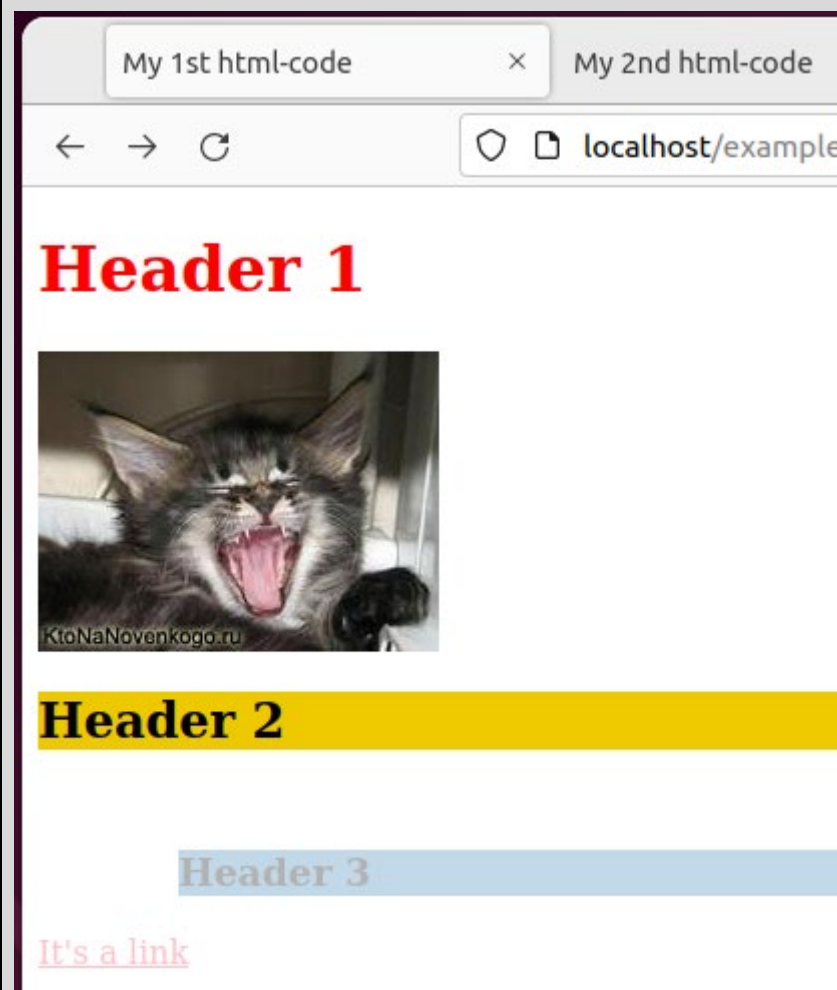 My 1st html-code × My 2nd html-code
localhost/example
Header 1
KtoNaNovenkogo.ru
Header 2
Header 3
It's a link